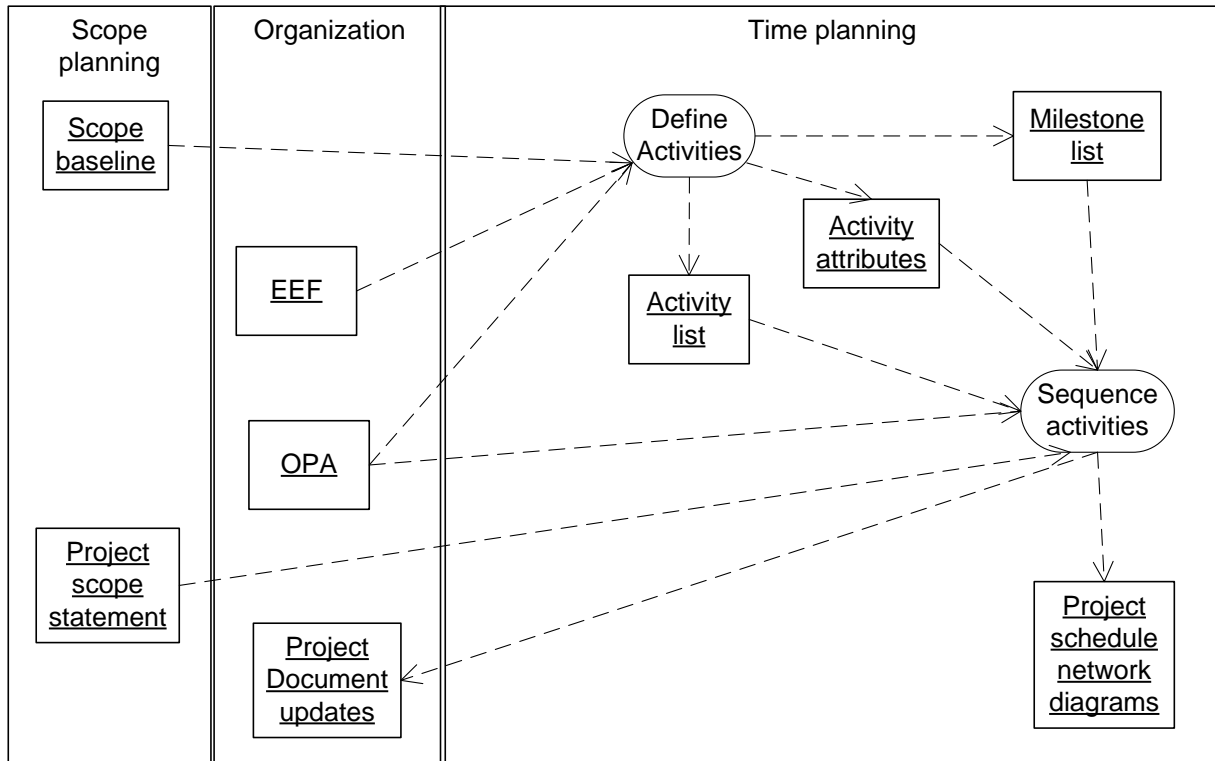 Scope
planning
Organization
Time planning
Scope
baseline
Define
Activities
Milestone
list
Activity
attributes
EEF
Activity
list
Sequence
activities
OPA
Project
scope
statement
Project
Document
updates
Project
schedule
network
diagrams